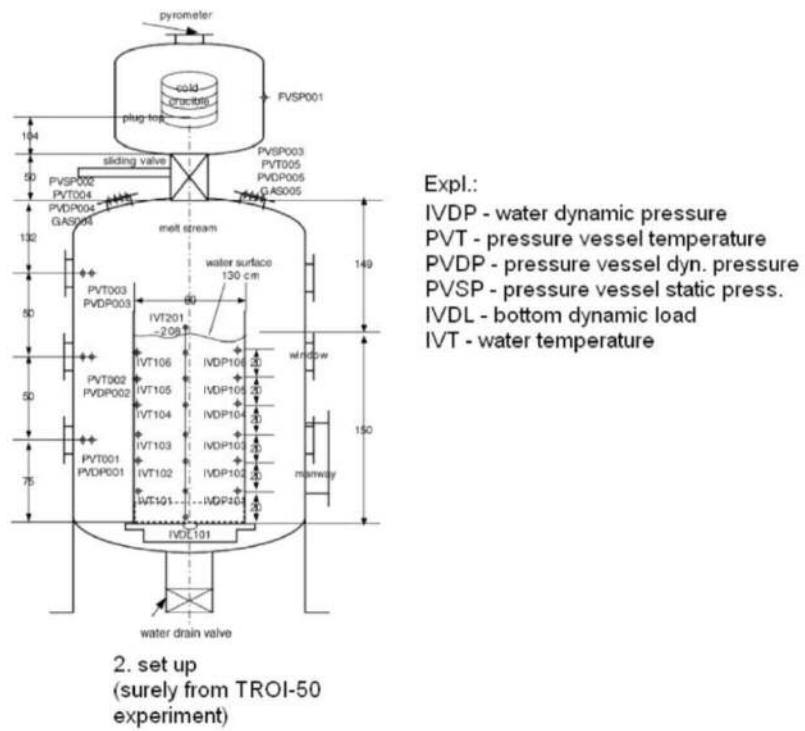 pyrometer
cold
crucible
PVSP001
plug top
104
sliding valve
50
PVSP003
PVT005
PVDP005
GAS005
PVSP002
PVT004
PVDP004
GAS004
melt stream
132
149
water surface
130 cm
PVT003
PVDP003
60
IVT201
~208
50
window
IVT106
IVDP106
20
PVT002
PVDP002
IVT105
IVDP105
20
IVT104
IVDP104
20
50
150
IVT103
IVDP103
20
PVT001
PVDP001
IVT102
IVDP102
20
manway
75
IVT101
IVDP101
20
IVDL101
water drain valve
2. set up
(surely from TROI-50
experiment)
Expl.:
IVDP - water dynamic pressure
PVT - pressure vessel temperature
PVDP - pressure vessel dyn. pressure
PVSP - pressure vessel static press.
IVDL - bottom dynamic load
IVT - water temperature